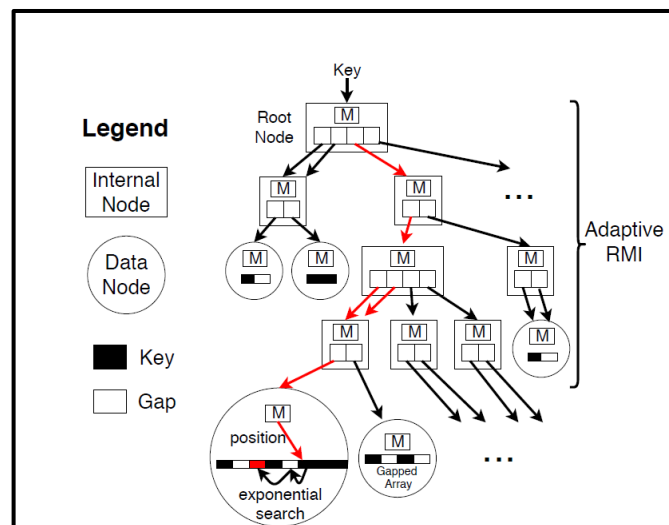 Key
Root
Node
M
Legend
Internal
Node
M
M
...
Adaptive
RMI
Data
Node
M
M
M
M
M
M
M
M
Key
Gap
M
position
exponential
search
M
Gapped
Array
...